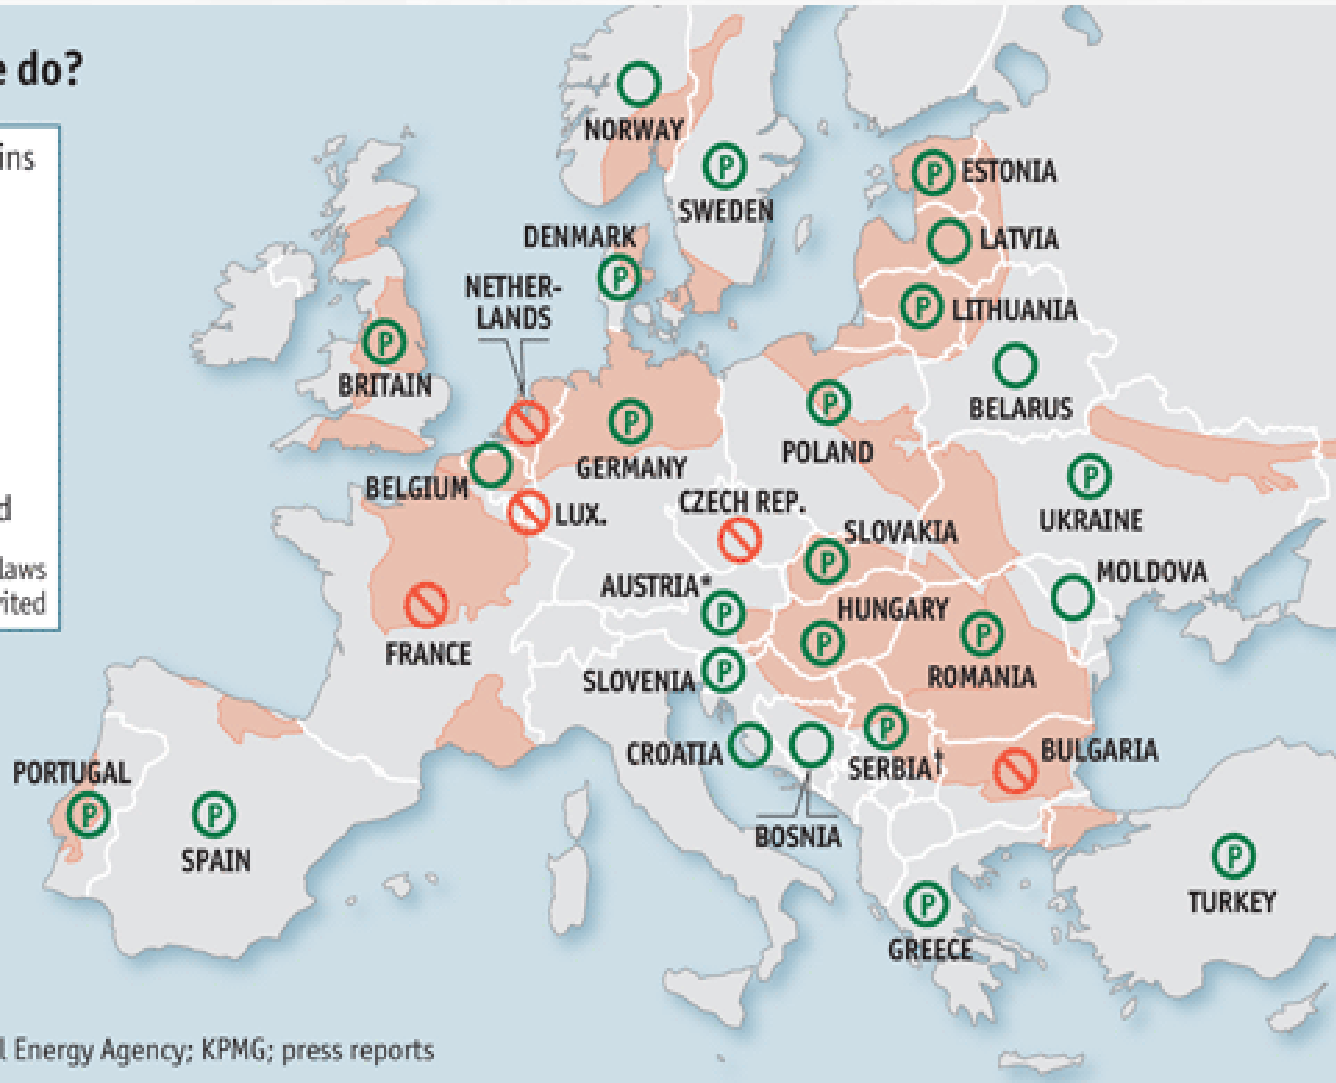 e do?
ins
d
laws
ited
NORWAY
P
SWEDEN
P
ESTONIA
LATVIA
P
LITHUANIA
DENMARK
P
NETHER-
LANDS
P
BRITAIN
BELARUS
P
POLAND
P
GERMANY
BELGIUM
LUX.
CZECH REP.
P
UKRAINE
SLOVAKIA
P
MOLDOVA
AUSTRIA*
P
HUNGARY
P
FRANCE
P
ROMANIA
SLOVENIA
P
CROATIA
BOSNIA
P
SERBIA†
BULGARIA
PORTUGAL
P
P
SPAIN
P
TURKEY
P
GREECE
l Energy Agency; KPMG; press reports